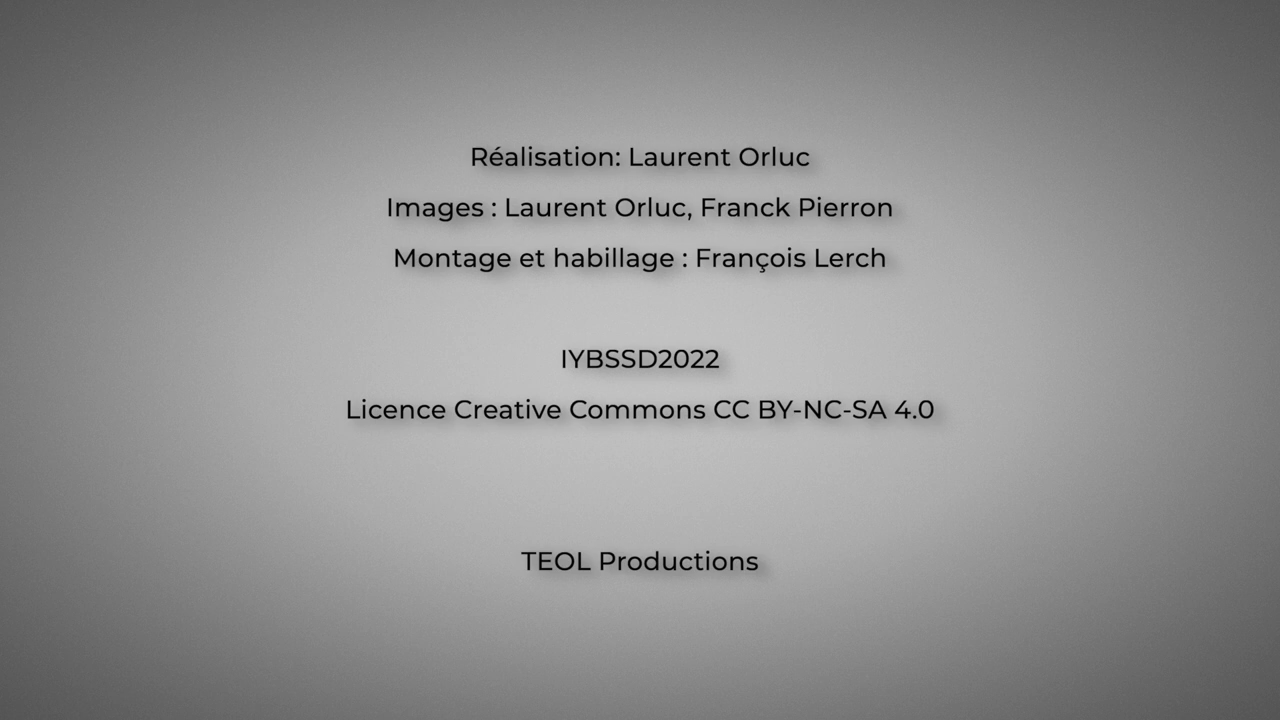 Réalisation: Laurent Orluc
Images : Laurent Orluc, Franck Pierron
Montage et habillage : François Lerch
IYBSSD2022
Licence Creative Commons CC BY-NC-SA 4.0
TEOL Productions